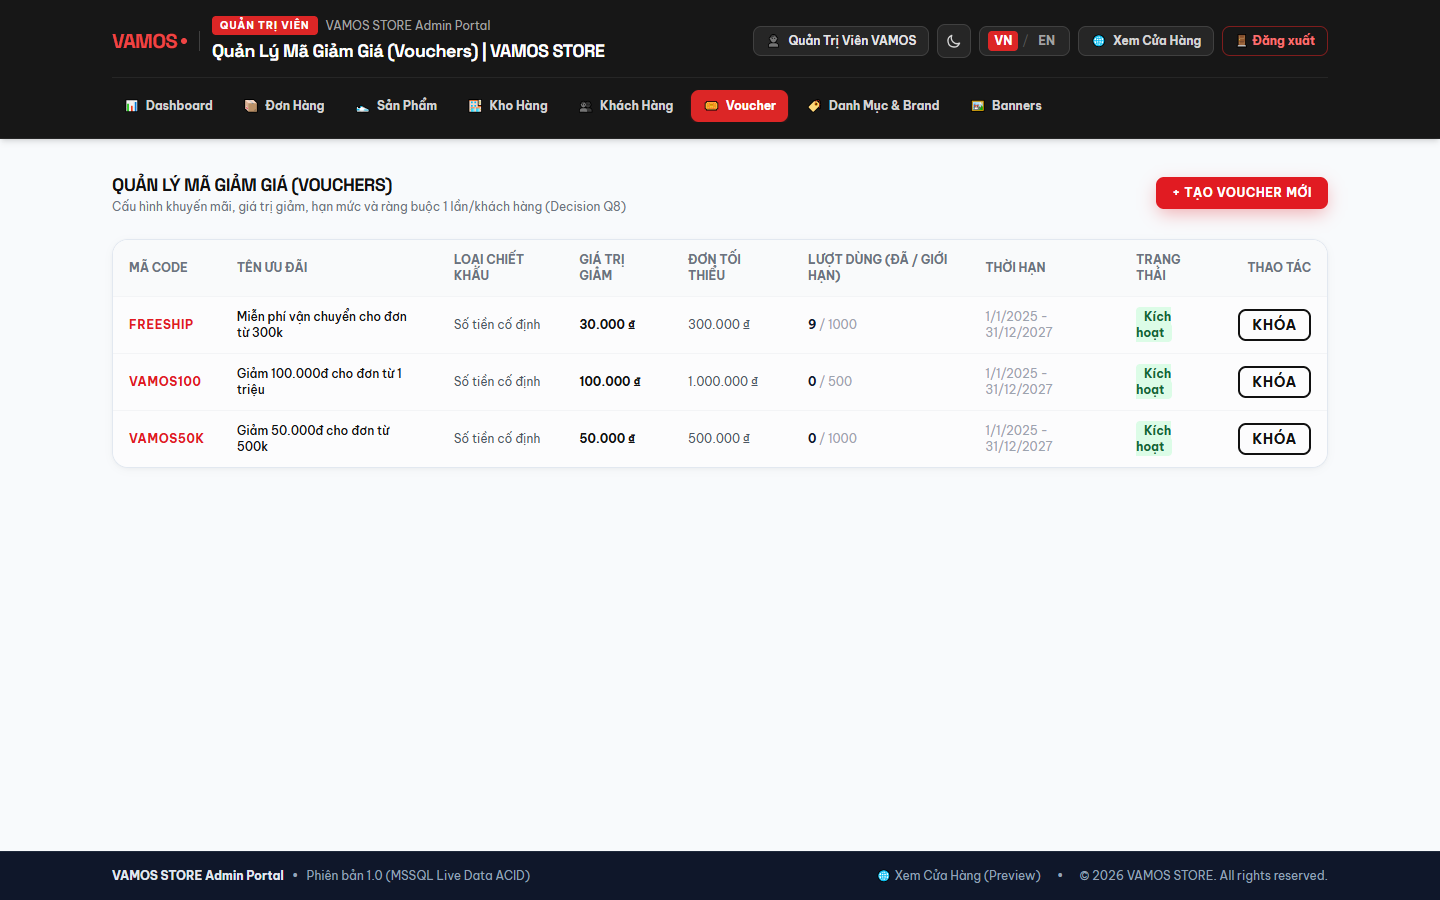 VAMOS
QUẢN TRỊ VIÊN VAMOS STORE Admin Portal
Quản Lý Mã Giảm Giá (Vouchers) | VAMOS STORE
Quản Trị Viên VAMOS
VN / EN
Xem Cửa Hàng
Đăng xuất
Dashboard
Đơn Hàng
Sản Phẩm
Kho Hàng
Khách Hàng
Voucher
Danh Mục & Brand
Banners
QUẢN LÝ MÃ GIẢM GIÁ (VOUCHERS)
Cấu hình khuyến mãi, giá trị giảm, hạn mức và ràng buộc 1 lần/khách hàng (Decision Q8)
+ TẠO VOUCHER MỚI
MÃ CODE
TÊN ƯU ĐÃI
LOẠI CHIẾT
KHẤU
GIÁ TRỊ
GIẢM
ĐƠN TỐI
THIỂU
LƯỢT DÙNG (ĐÃ / GIỚI
HẠN)
THỜI HẠN
TRẠNG
THÁI
THAO TÁC
FREESHIP
Miễn phí vận chuyển cho đơn
từ 300k
Số tiền cố định
30.000 ₫
300.000 ₫
9 / 1000
1/1/2025 -
31/12/2027
Kích
hoạt
KHÓA
VAMOS100
Giảm 100.000đ cho đơn từ 1
triệu
Số tiền cố định
100.000 ₫
1.000.000 ₫
0 / 500
1/1/2025 -
31/12/2027
Kích
hoạt
KHÓA
VAMOS50K
Giảm 50.000đ cho đơn từ
500k
Số tiền cố định
50.000 ₫
500.000 ₫
0 / 1000
1/1/2025 -
31/12/2027
Kích
hoạt
KHÓA
VAMOS STORE Admin Portal • Phiên bản 1.0 (MSSQL Live Data ACID)
Xem Cửa Hàng (Preview) • © 2026 VAMOS STORE. All rights reserved.